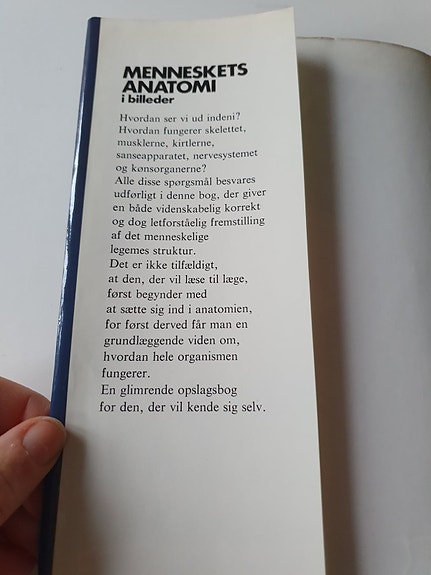 MENNESKETS
ANATOMI
i billeder
Hvordan ser vi ud indeni?
Hvordan fungerer skelettet,
musklerne, kirtlerne,
sanseapparatet, nervesystemet
og kønsorganerne?
Alle disse spørgsmål besvares
udførligt i denne bog, der giver
en både videnskabelig korrekt
og dog letforståelig fremstilling
af det menneskelige
legemes struktur.
Det er ikke tilfældigt,
at den, der vil læse til læge,
først begynder med
at sætte sig ind i anatomien,
for først derved får man en
grundlæggende viden om,
hvordan hele organismen
fungerer.
En glimrende opslagsbog
for den, der vil kende sig selv.